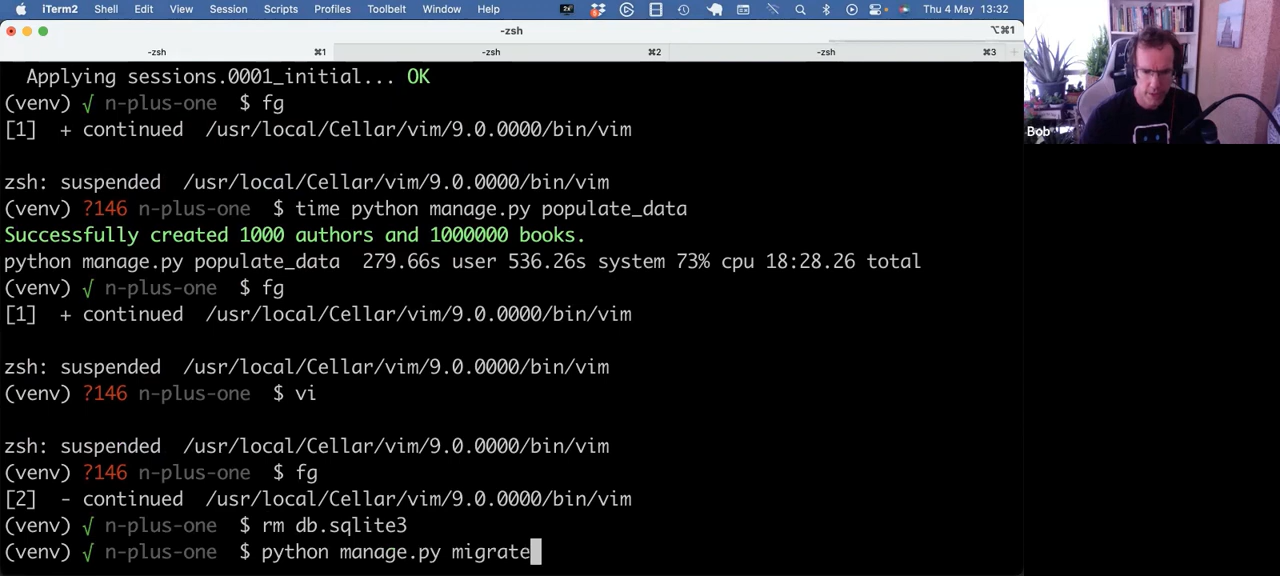 iTerm2 Shell Edit View Session Scripts Profiles Toolbelt Window Help Thu 4 May 13:32
-zsh ⌥⌘1
-zsh ⌘1 -zsh ⌘2 -zsh ⌘3
Applying sessions.0001_initial... OK
(venv) √ n-plus-one $ fg
[1] + continued /usr/local/Cellar/vim/9.0.0000/bin/vim
zsh: suspended /usr/local/Cellar/vim/9.0.0000/bin/vim
(venv) ?146 n-plus-one $ time python manage.py populate_data
Successfully created 1000 authors and 1000000 books.
python manage.py populate_data 279.66s user 536.26s system 73% cpu 18:28.26 total
(venv) √ n-plus-one $ fg
[1] + continued /usr/local/Cellar/vim/9.0.0000/bin/vim
zsh: suspended /usr/local/Cellar/vim/9.0.0000/bin/vim
(venv) ?146 n-plus-one $ vi
zsh: suspended /usr/local/Cellar/vim/9.0.0000/bin/vim
(venv) ?146 n-plus-one $ fg
[2] - continued /usr/local/Cellar/vim/9.0.0000/bin/vim
(venv) √ n-plus-one $ rm db.sqlite3
(venv) √ n-plus-one $ python manage.py migrate
Bob